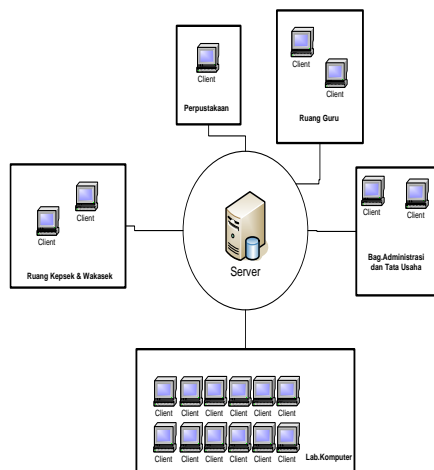 Client
Perpustakaan
Client
Client
Ruang Guru
Client
Client
Ruang Kepsek & Wakasek
Server
Client
Client
Bag.Administrasi
dan Tata Usaha
Client Client Client Client Client Client
Client Client Client Client Client Client
Lab.Komputer